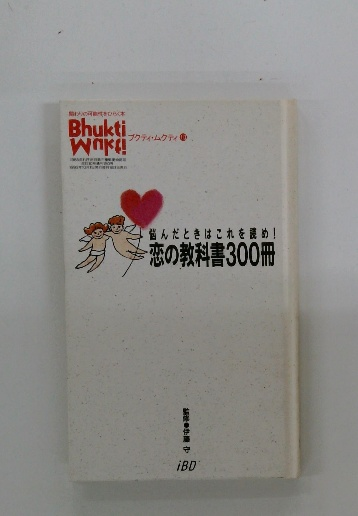 Bhukti
Mukti
ブクティ・ムクティ
悩んだときはこれを読め!
恋の教科書300冊
監修●伊藤 守
iBD